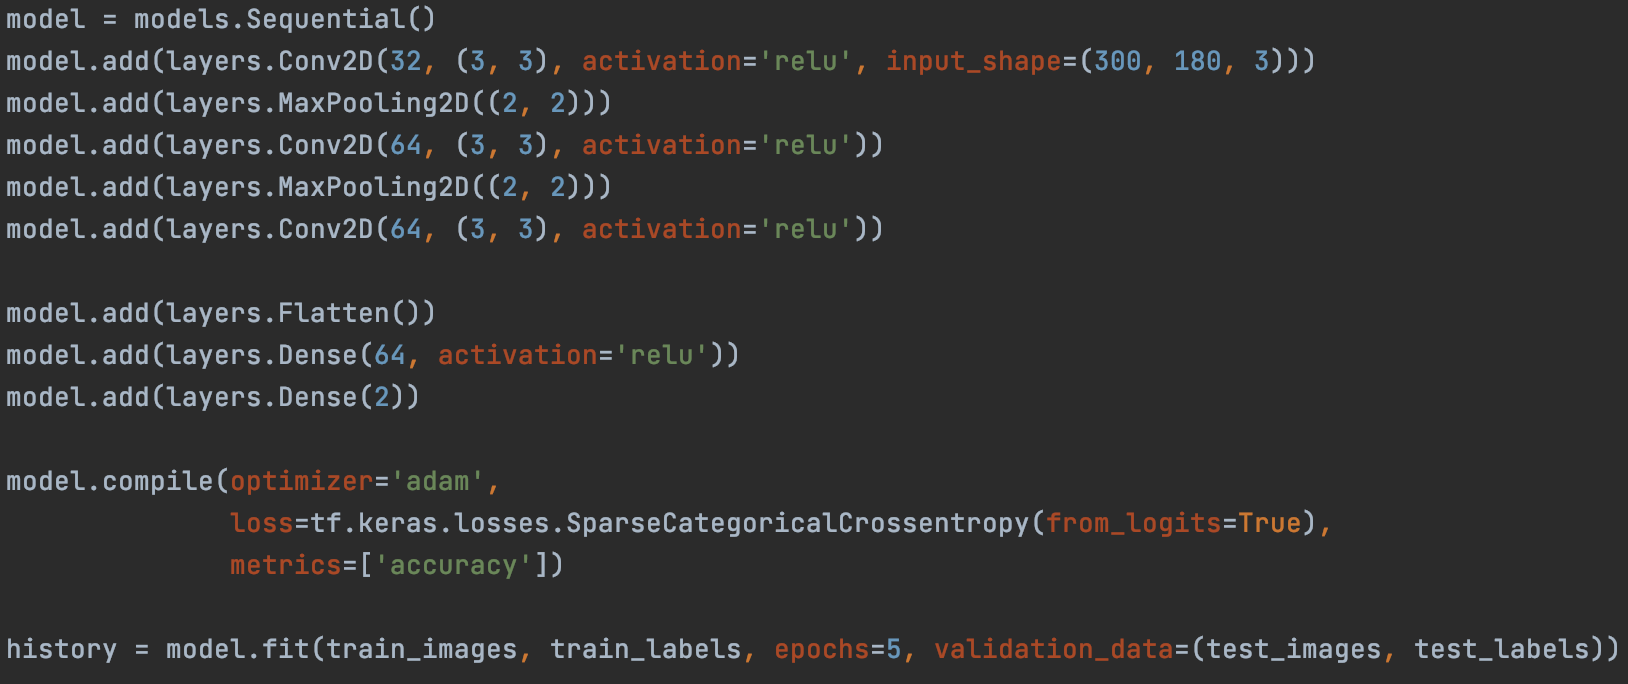 model = models.Sequential()
model.add(layers.Conv2D(32, (3, 3), activation='relu', input_shape=(300, 180, 3)))
model.add(layers.MaxPooling2D((2, 2)))
model.add(layers.Conv2D(64, (3, 3), activation='relu'))
model.add(layers.MaxPooling2D((2, 2)))
model.add(layers.Conv2D(64, (3, 3), activation='relu'))

model.add(layers.Flatten())
model.add(layers.Dense(64, activation='relu'))
model.add(layers.Dense(2))

model.compile(optimizer='adam',
              loss=tf.keras.losses.SparseCategoricalCrossentropy(from_logits=True),
              metrics=['accuracy'])

history = model.fit(train_images, train_labels, epochs=5, validation_data=(test_images, test_labels))